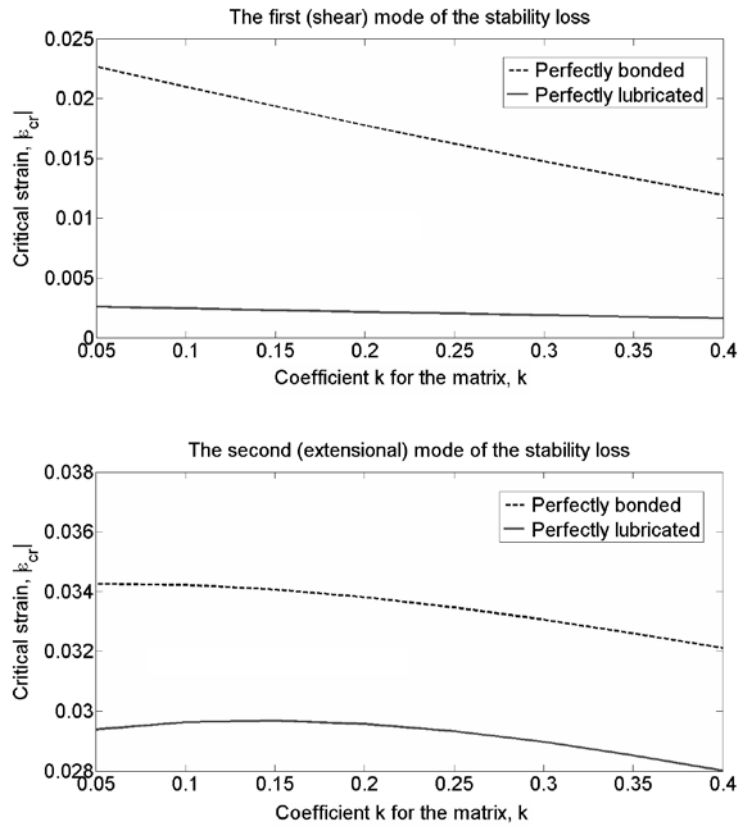 The first (shear) mode of the stability loss
0.025
0.02
0.015
0.01
0.005
0
Critical strain, |ε_cr|
Perfectly bonded
Perfectly lubricated
0.05 0.1 0.15 0.2 0.25 0.3 0.35 0.4
Coefficient k for the matrix, k
The second (extensional) mode of the stability loss
0.038
0.036
0.034
0.032
0.03
0.028
Critical strain, |ε_cr|
Perfectly bonded
Perfectly lubricated
0.05 0.1 0.15 0.2 0.25 0.3 0.35 0.4
Coefficient k for the matrix, k